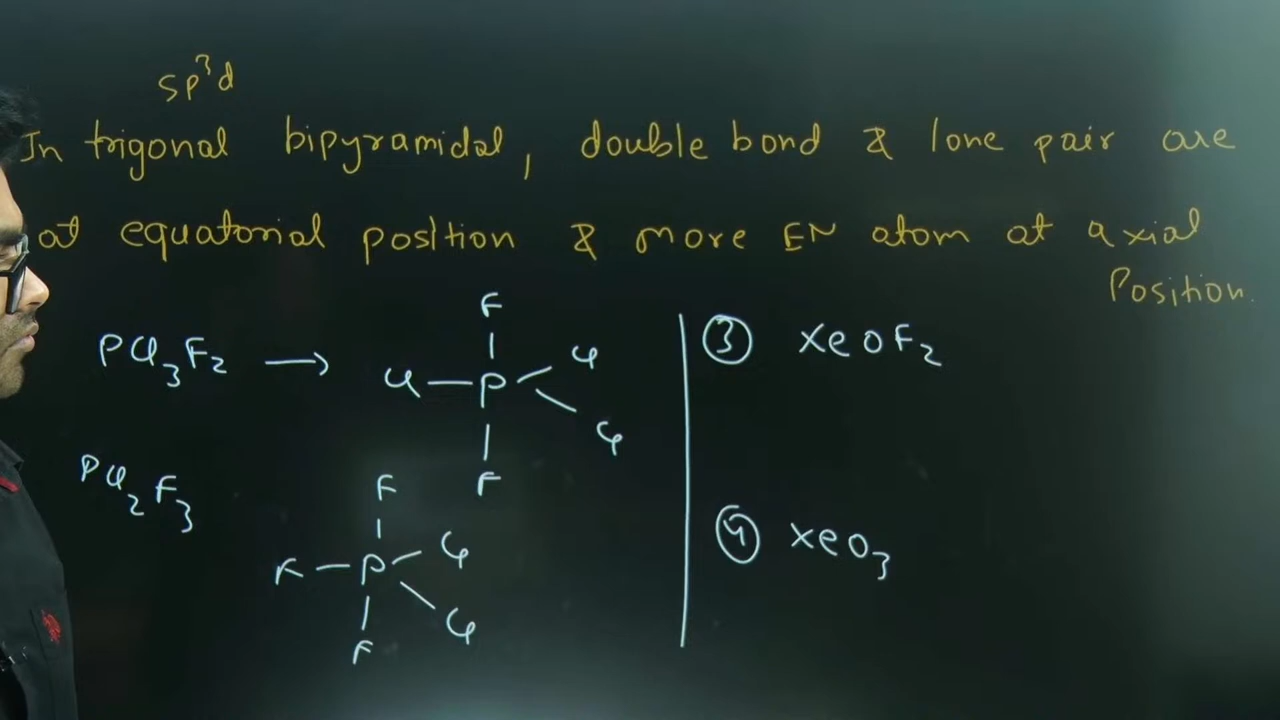 sp³d
In trigonal bipyramidal, double bond & lone pair are
at equatorial position & more EN atom at axial
Position.
PCl₃F₂ →
F
Cl — P Cl
Cl
F
PCl₂F₃
F
F — P Cl
Cl
F
③ XeOF₂
④ XeO₃